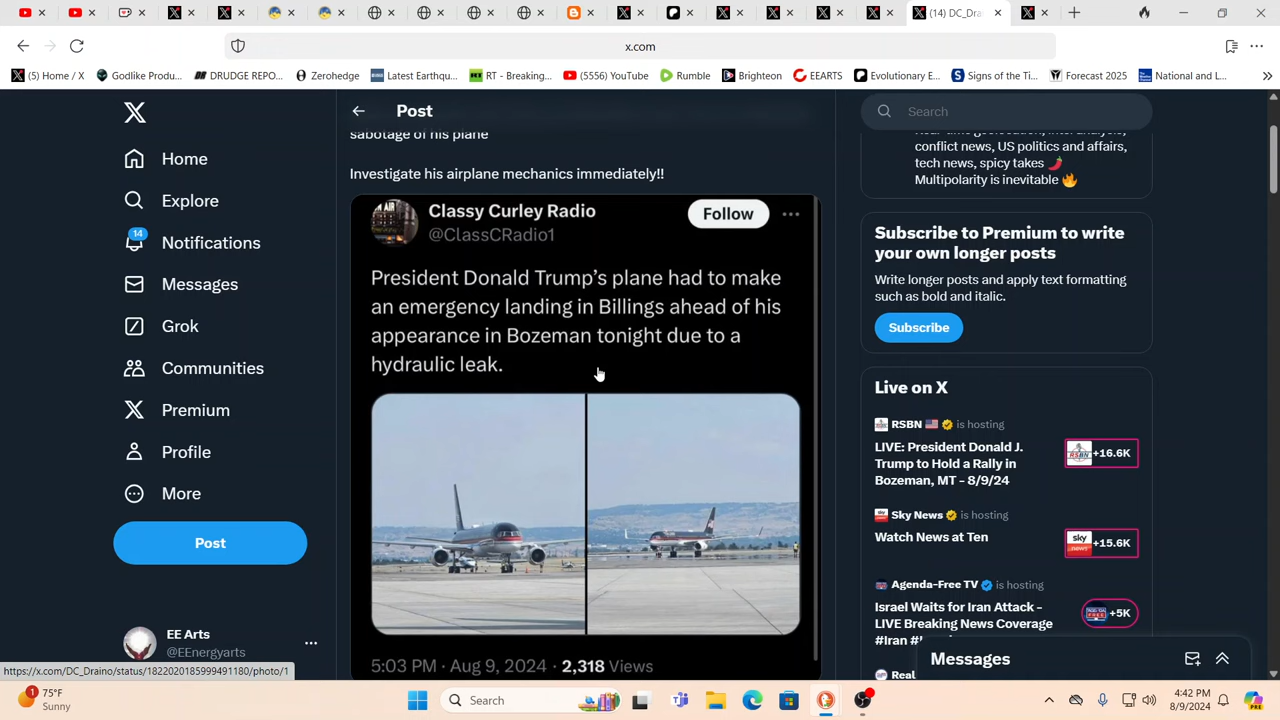 (14) DC_Dra
x.com
(5) Home / X
Godlike Produ...
DRUDGE REPO...
Zerohedge
Latest Earthqu...
RT - Breaking...
(5556) YouTube
Rumble
Brighteon
EEARTS
Evolutionary E...
Signs of the Ti...
Forecast 2025
National and L...
Home
Explore
14
Notifications
Messages
Grok
Communities
Premium
Profile
More
Post
EE Arts
@EEnergyarts
Post
sabotage of his plane
Investigate his airplane mechanics immediately!!
Classy Curley Radio
@ClassCRadio1
Follow
President Donald Trump's plane had to make
an emergency landing in Billings ahead of his
appearance in Bozeman tonight due to a
hydraulic leak.
5:03 PM · Aug 9, 2024 · 2,318 Views
Search
conflict news, US politics and affairs,
tech news, spicy takes 🌶️
Multipolarity is inevitable 🔥
Subscribe to Premium to write
your own longer posts
Write longer posts and apply text formatting
such as bold and italic.
Subscribe
Live on X
RSBN 🇺🇸 is hosting
LIVE: President Donald J.
Trump to Hold a Rally in
Bozeman, MT - 8/9/24
+16.6K
Sky News is hosting
Watch News at Ten
+15.6K
Agenda-Free TV is hosting
Israel Waits for Iran Attack -
LIVE Breaking News Coverage
#Iran
+5K
Real
Messages
https://x.com/DC_Draino/status/1822020185999491180/photo/1
1
75°F
Sunny
Search
4:42 PM
8/9/2024